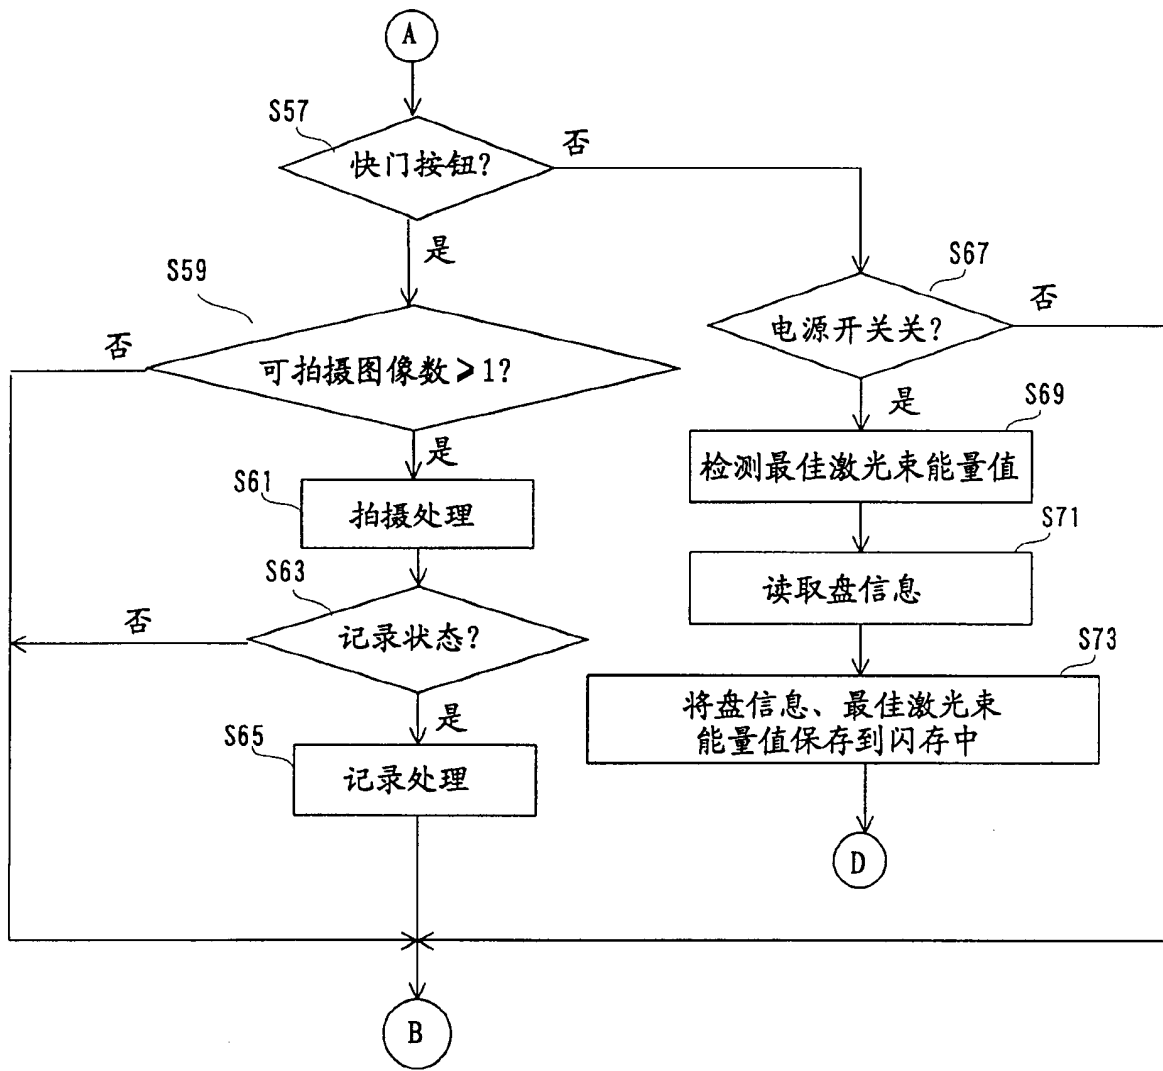 A
S57
快门按钮?
否
是
S59
S67
否
可拍摄图像数≥1?
电源开关关?
否
是
是
S61
拍摄处理
S69
检测最佳激光束能量值
S63
记录状态?
否
S71
读取盘信息
是
S65
记录处理
S73
将盘信息、最佳激光束
能量值保存到闪存中
D
B